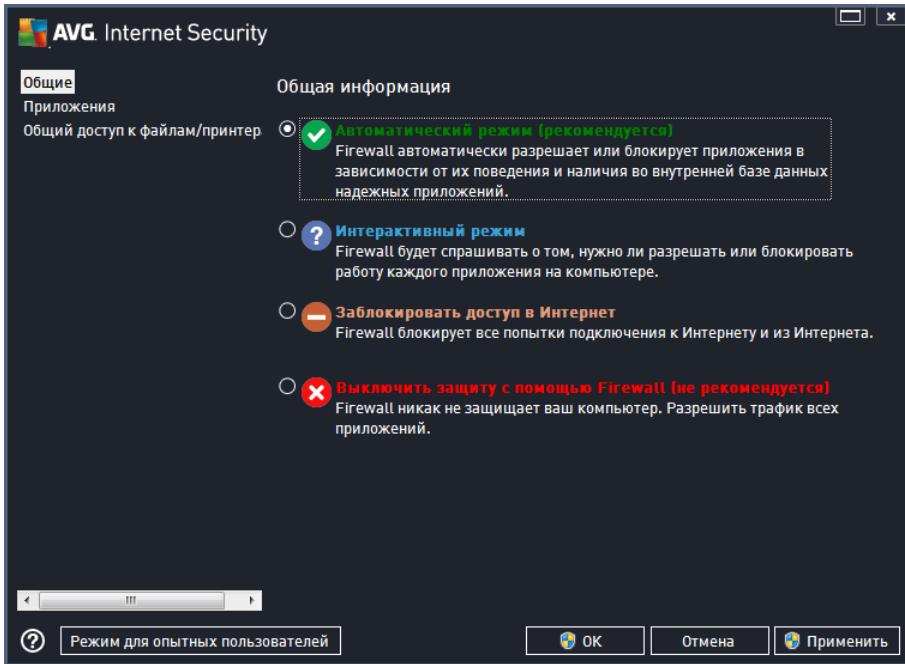 AVG. Internet Security
Общие
Приложения
Общий доступ к файлам/принтера
Общая информация
Автоматический режим (рекомендуется)
Firewall автоматически разрешает или блокирует приложения в
зависимости от их поведения и наличия во внутренней базе данных
надежных приложений.
Интерактивный режим
Firewall будет спрашивать о том, нужно ли разрешать или блокировать
работу каждого приложения на компьютере.
Заблокировать доступ в Интернет
Firewall блокирует все попытки подключения к Интернету и из Интернета.
Выключить защиту с помощью Firewall (не рекомендуется)
Firewall никак не защищает ваш компьютер. Разрешить трафик всех
приложений.
Режим для опытных пользователей
OK
Отмена
Применить